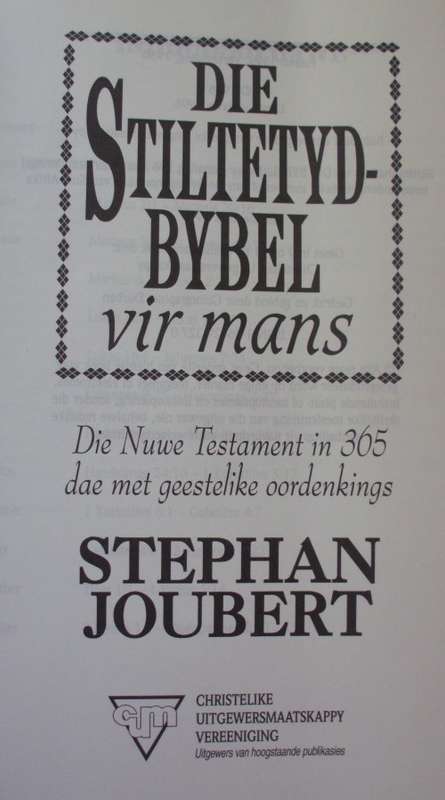 DIE
STILTETYD-
BYBEL
vir mans
Die Nuwe Testament in 365
dae met geestelike oordenkings
STEPHAN
JOUBERT
cum
CHRISTELIKE
UITGEWERSMAATSKAPPY
VEREENIGING
Uitgewers van hoogstaande publikasies